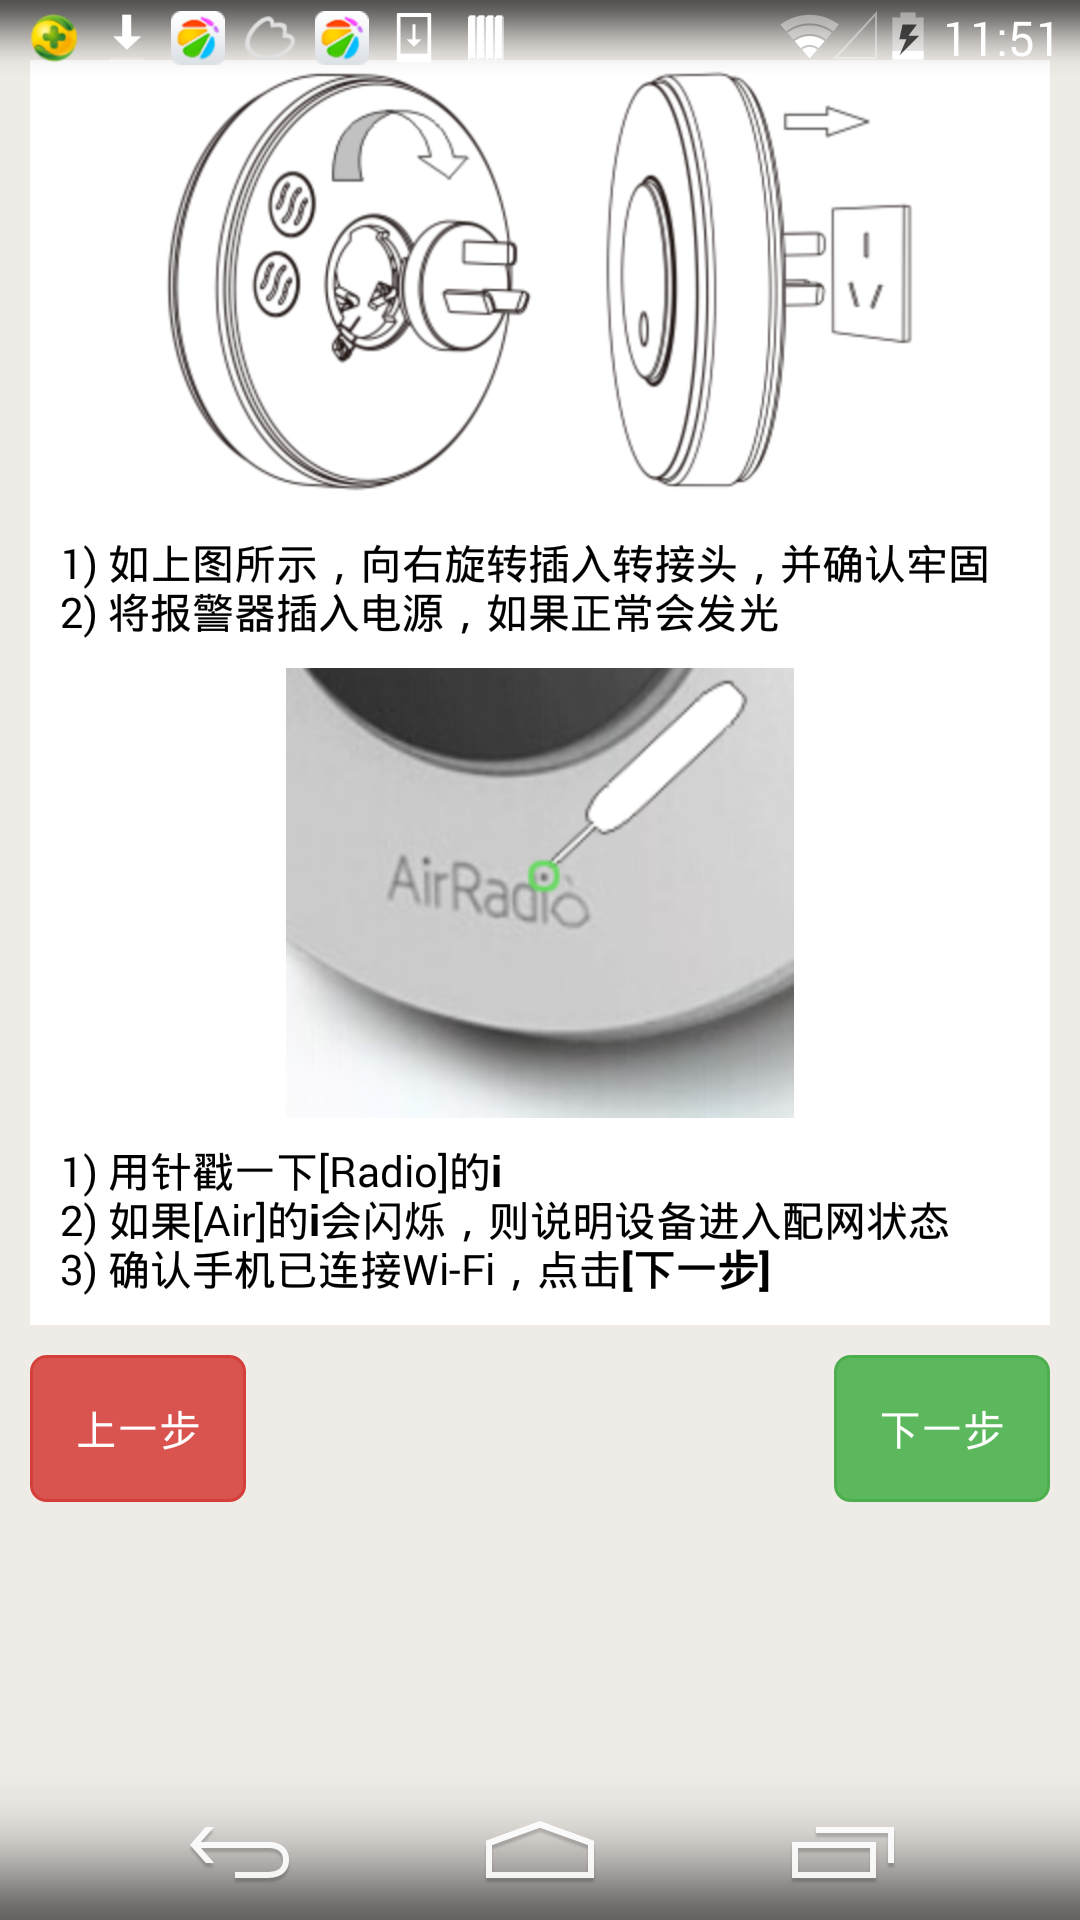 11:51
1) 如上图所示，向右旋转插入转接头，并确认牢固
2) 将报警器插入电源，如果正常会发光
AirRadio
1) 用针戳一下[Radio]的i
2) 如果[Air]的i会闪烁，则说明设备进入配网状态
3) 确认手机已连接Wi-Fi，点击[下一步]
上一步
下一步